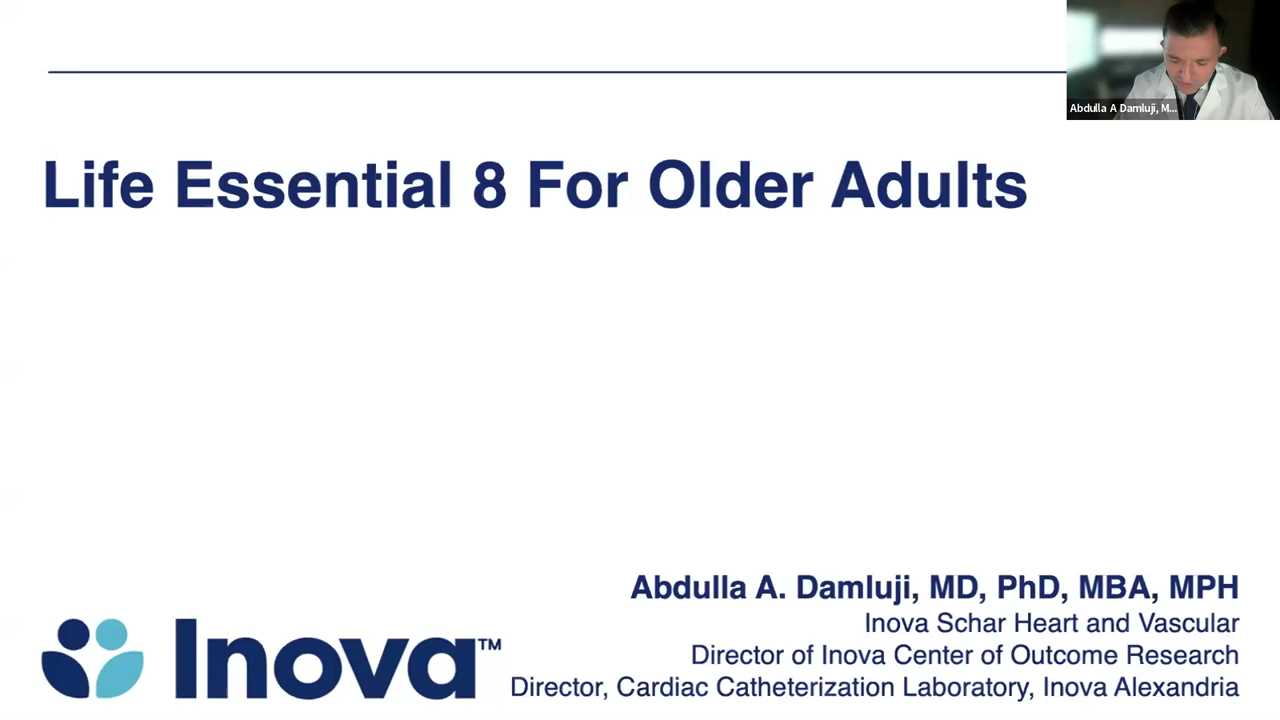 Abdulla A Damluji, M...
Life Essential 8 For Older Adults
Abdulla A. Damluji, MD, PhD, MBA, MPH
Inova Schar Heart and Vascular
Director of Inova Center of Outcome Research
Director, Cardiac Catheterization Laboratory, Inova Alexandria
Inova™